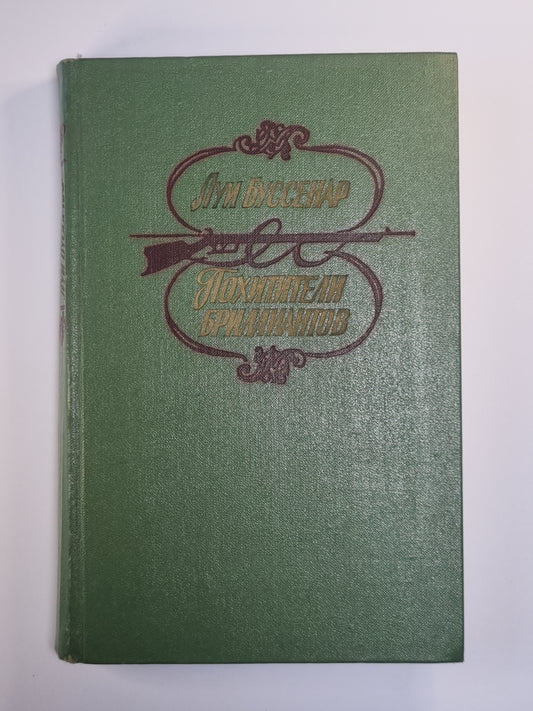 Луи Буссенар
Похитители
бриллиантов